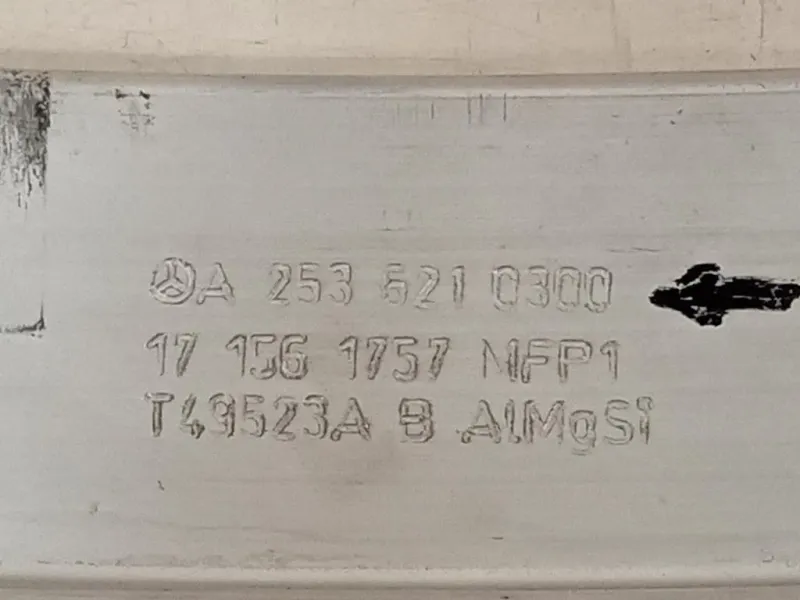 A 253 621 0300
17 156 1757 MFP1
T49523A B AlMgSi